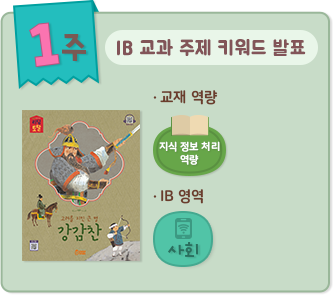 1주
IB 교과 주제 키워드 발표
· 교재 역량
지식 정보 처리
역량
강감찬
· IB 영역
사회